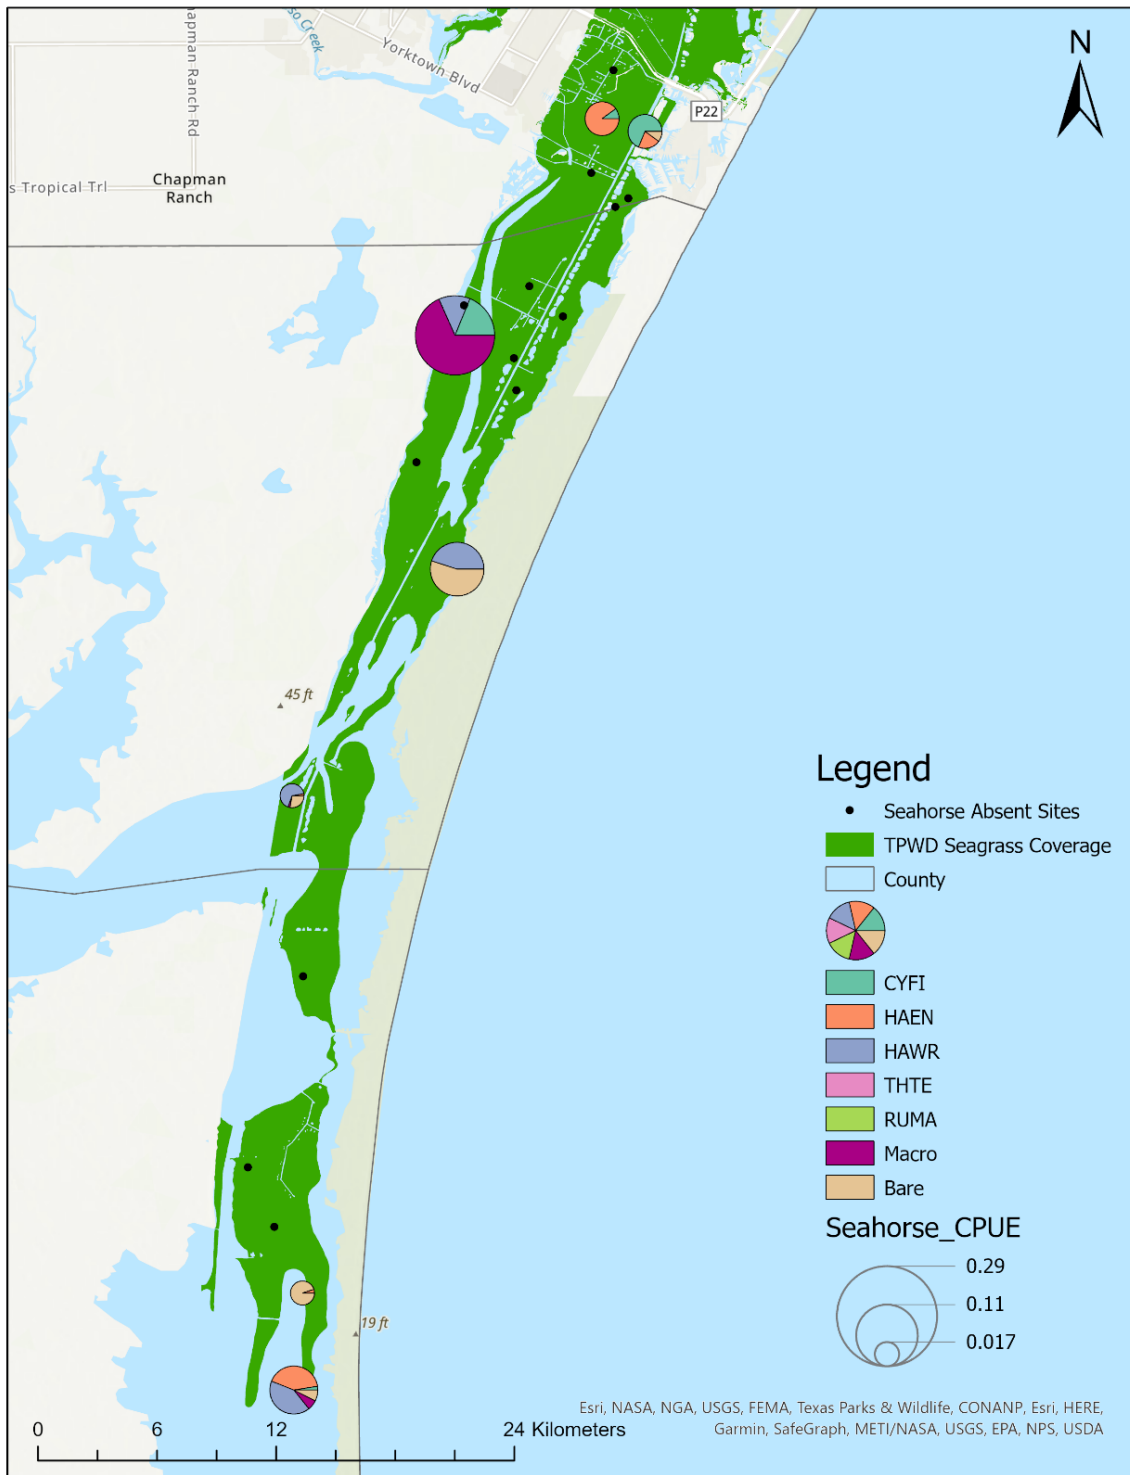 so Creek
hapman Ranch Rd
Yorktown Blvd
N
P22
s Tropical Trl
Chapman
Ranch
45 ft
Legend
Seahorse Absent Sites
TPWD Seagrass Coverage
County
CYFI
HAEN
HAWR
THTE
RUMA
Macro
Bare
Seahorse_CPUE
0.29
0.11
0.017
19 ft
0 6 12 24 Kilometers
Esri, NASA, NGA, USGS, FEMA, Texas Parks & Wildlife, CONANP, Esri, HERE,
Garmin, SafeGraph, METI/NASA, USGS, EPA, NPS, USDA